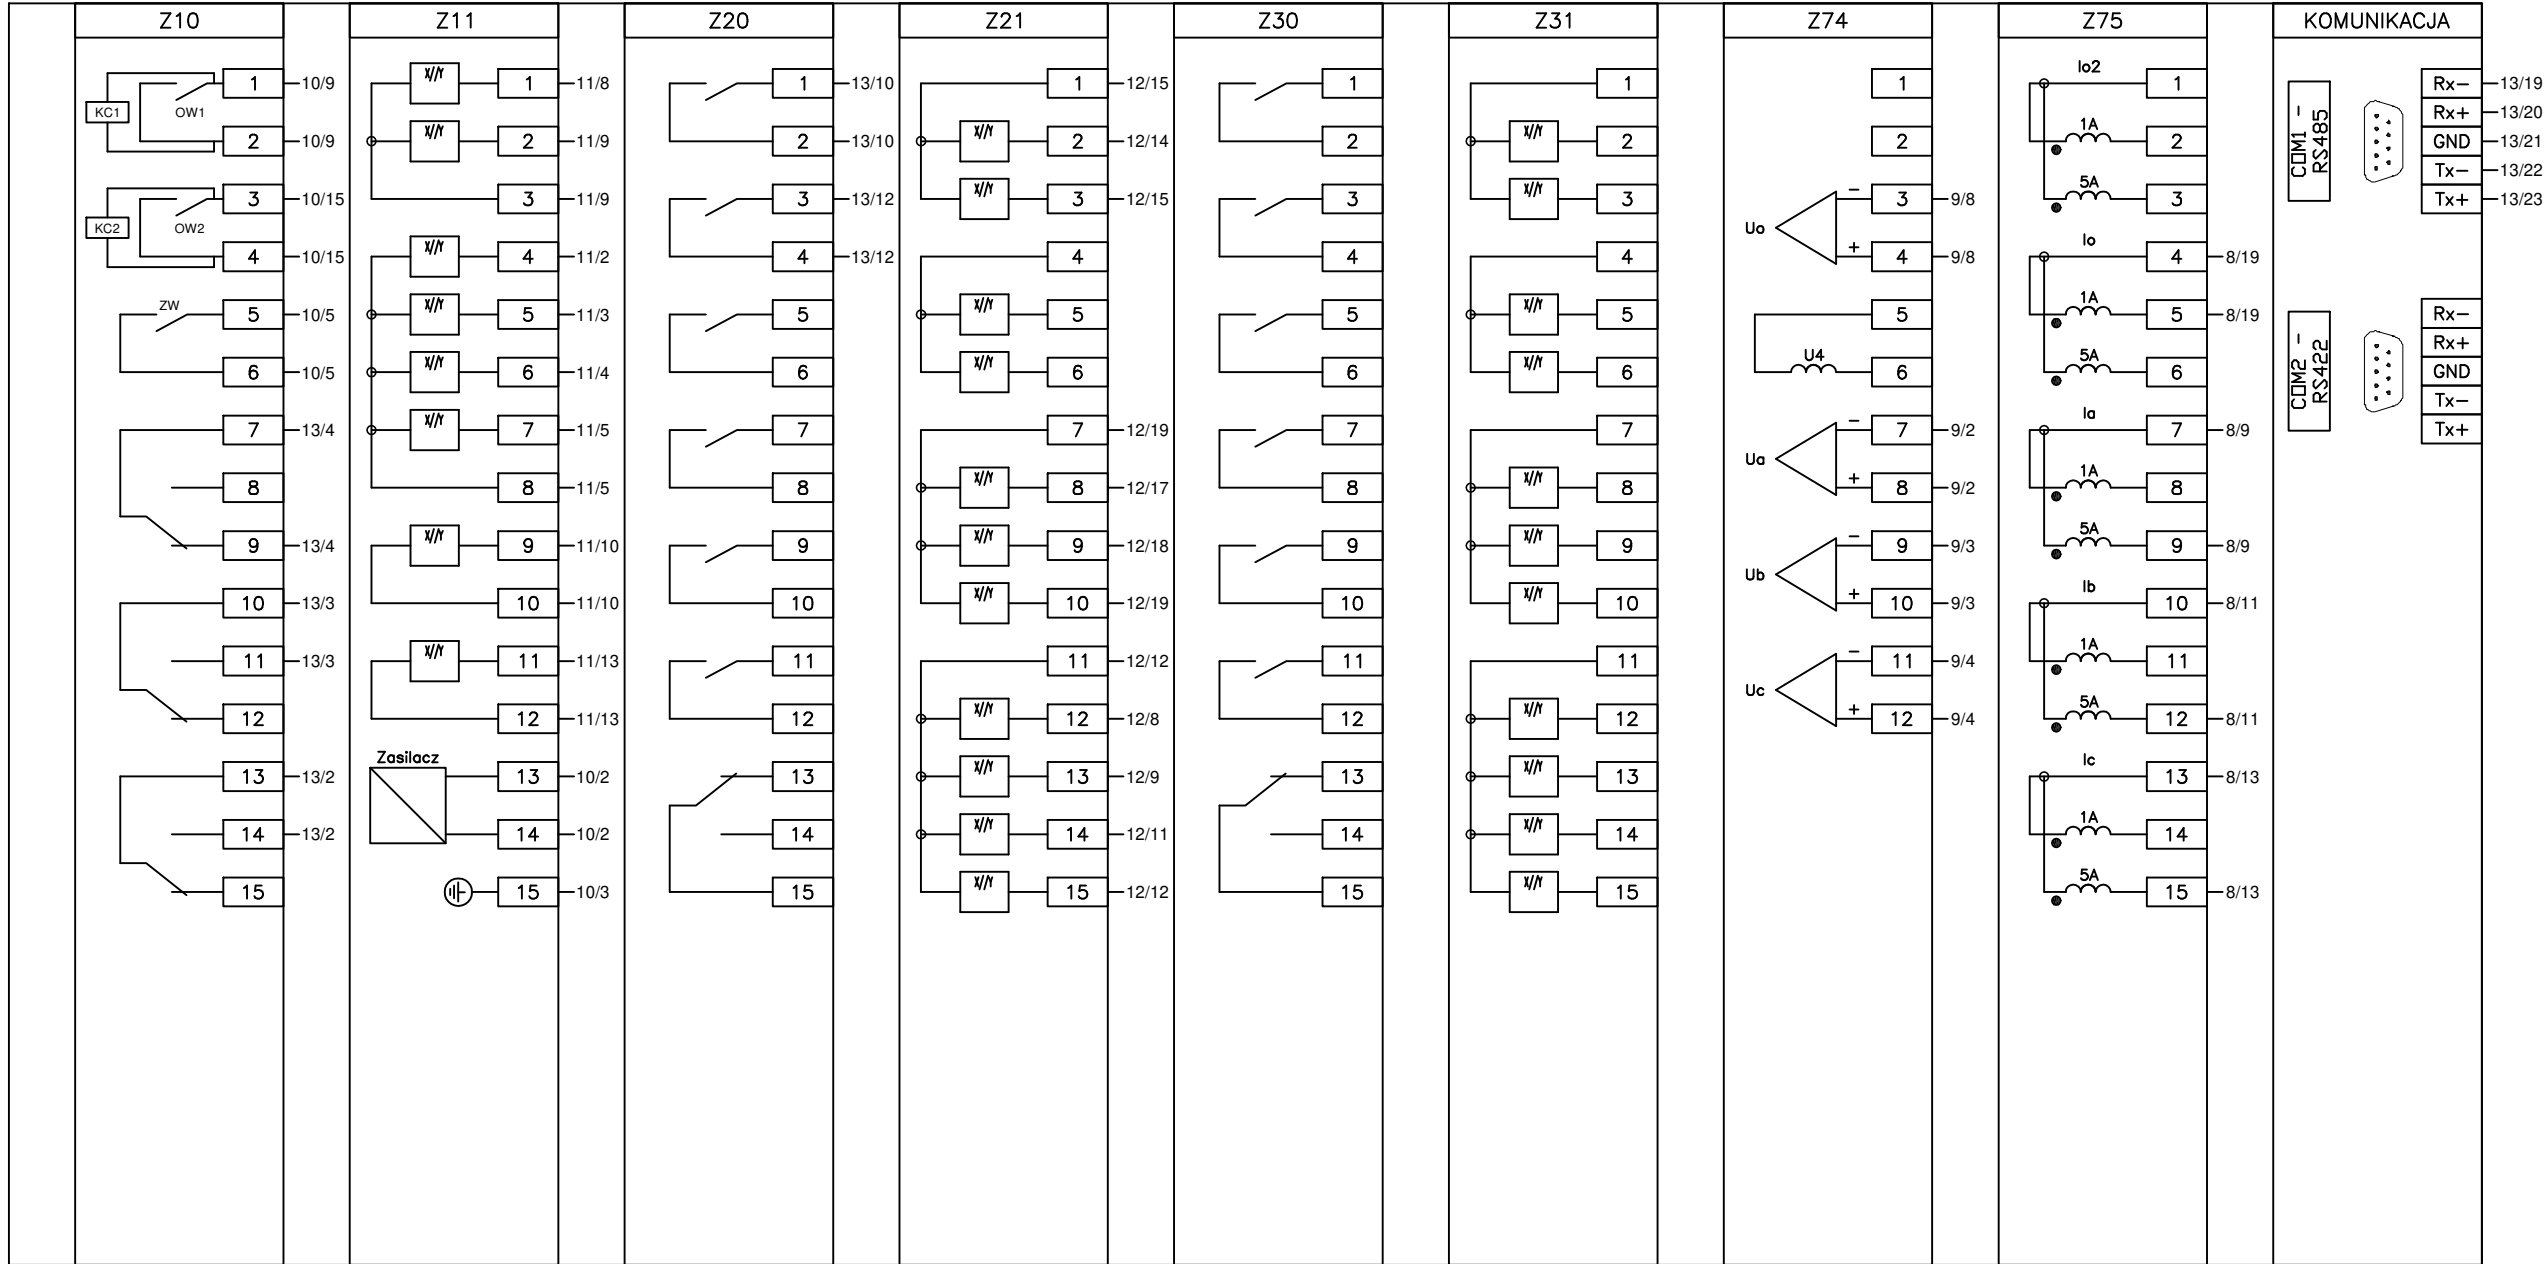 Z10 Z11 Z20 Z21 Z30 Z31 Z74 Z75 KOMUNIKACJA
KC1
OW1
1 10/9
2 10/9
KC2
OW2
3 10/15
4 10/15
ZW
5 10/5
6 10/5
7 13/4
8
9 13/4
10 13/3
11 13/3
12
13 13/2
14 13/2
15
X/Y 1 11/8
X/Y 2 11/9
3 11/9
X/Y 4 11/2
X/Y 5 11/3
X/Y 6 11/4
X/Y 7 11/5
8 11/5
X/Y 9 11/10
10 11/10
X/Y 11 11/13
12 11/13
Zasilacz
13 10/2
14 10/2
15 10/3
1 13/10
2 13/10
3 13/12
4 13/12
5
6
7
8
9
10
11
12
13
14
15
1 12/15
X/Y 2 12/14
X/Y 3 12/15
4
X/Y 5
X/Y 6
7 12/19
X/Y 8 12/17
X/Y 9 12/18
X/Y 10 12/19
11 12/12
X/Y 12 12/8
X/Y 13 12/9
X/Y 14 12/11
X/Y 15 12/12
1
2
3
4
5
6
7
8
9
10
11
12
13
14
15
1
X/Y 2
X/Y 3
4
X/Y 5
X/Y 6
7
X/Y 8
X/Y 9
X/Y 10
11
X/Y 12
X/Y 13
X/Y 14
X/Y 15
1
2
Uo
− 3 9/8
+ 4 9/8
5
U4 6
Ua
− 7 9/2
+ 8 9/2
Ub
− 9 9/3
+ 10 9/3
Uc
− 11 9/4
+ 12 9/4
Io2
1
1A 2
5A 3
Io
4 8/19
1A 5 8/19
5A 6
Ia
7 8/9
1A 8
5A 9 8/9
Ib
10 8/11
1A 11
5A 12 8/11
Ic
13 8/13
1A 14
5A 15 8/13
COM1 -
RS485
Rx− 13/19
Rx+ 13/20
GND 13/21
Tx− 13/22
Tx+ 13/23
COM2 -
RS422
Rx−
Rx+
GND
Tx−
Tx+